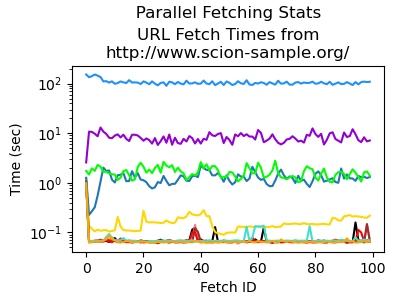 Parallel Fetching Stats
URL Fetch Times from
http://www.scion-sample.org/
10²
10¹
10⁰
10⁻¹
Time (sec)
0 20 40 60 80 100
Fetch ID